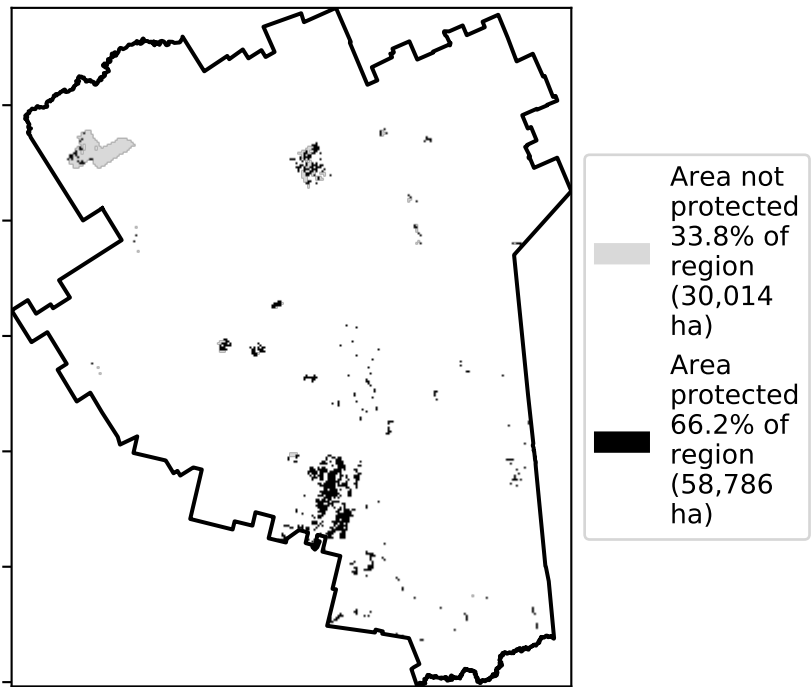 Area not
protected
33.8% of
region
(30,014
ha)
Area
protected
66.2% of
region
(58,786
ha)